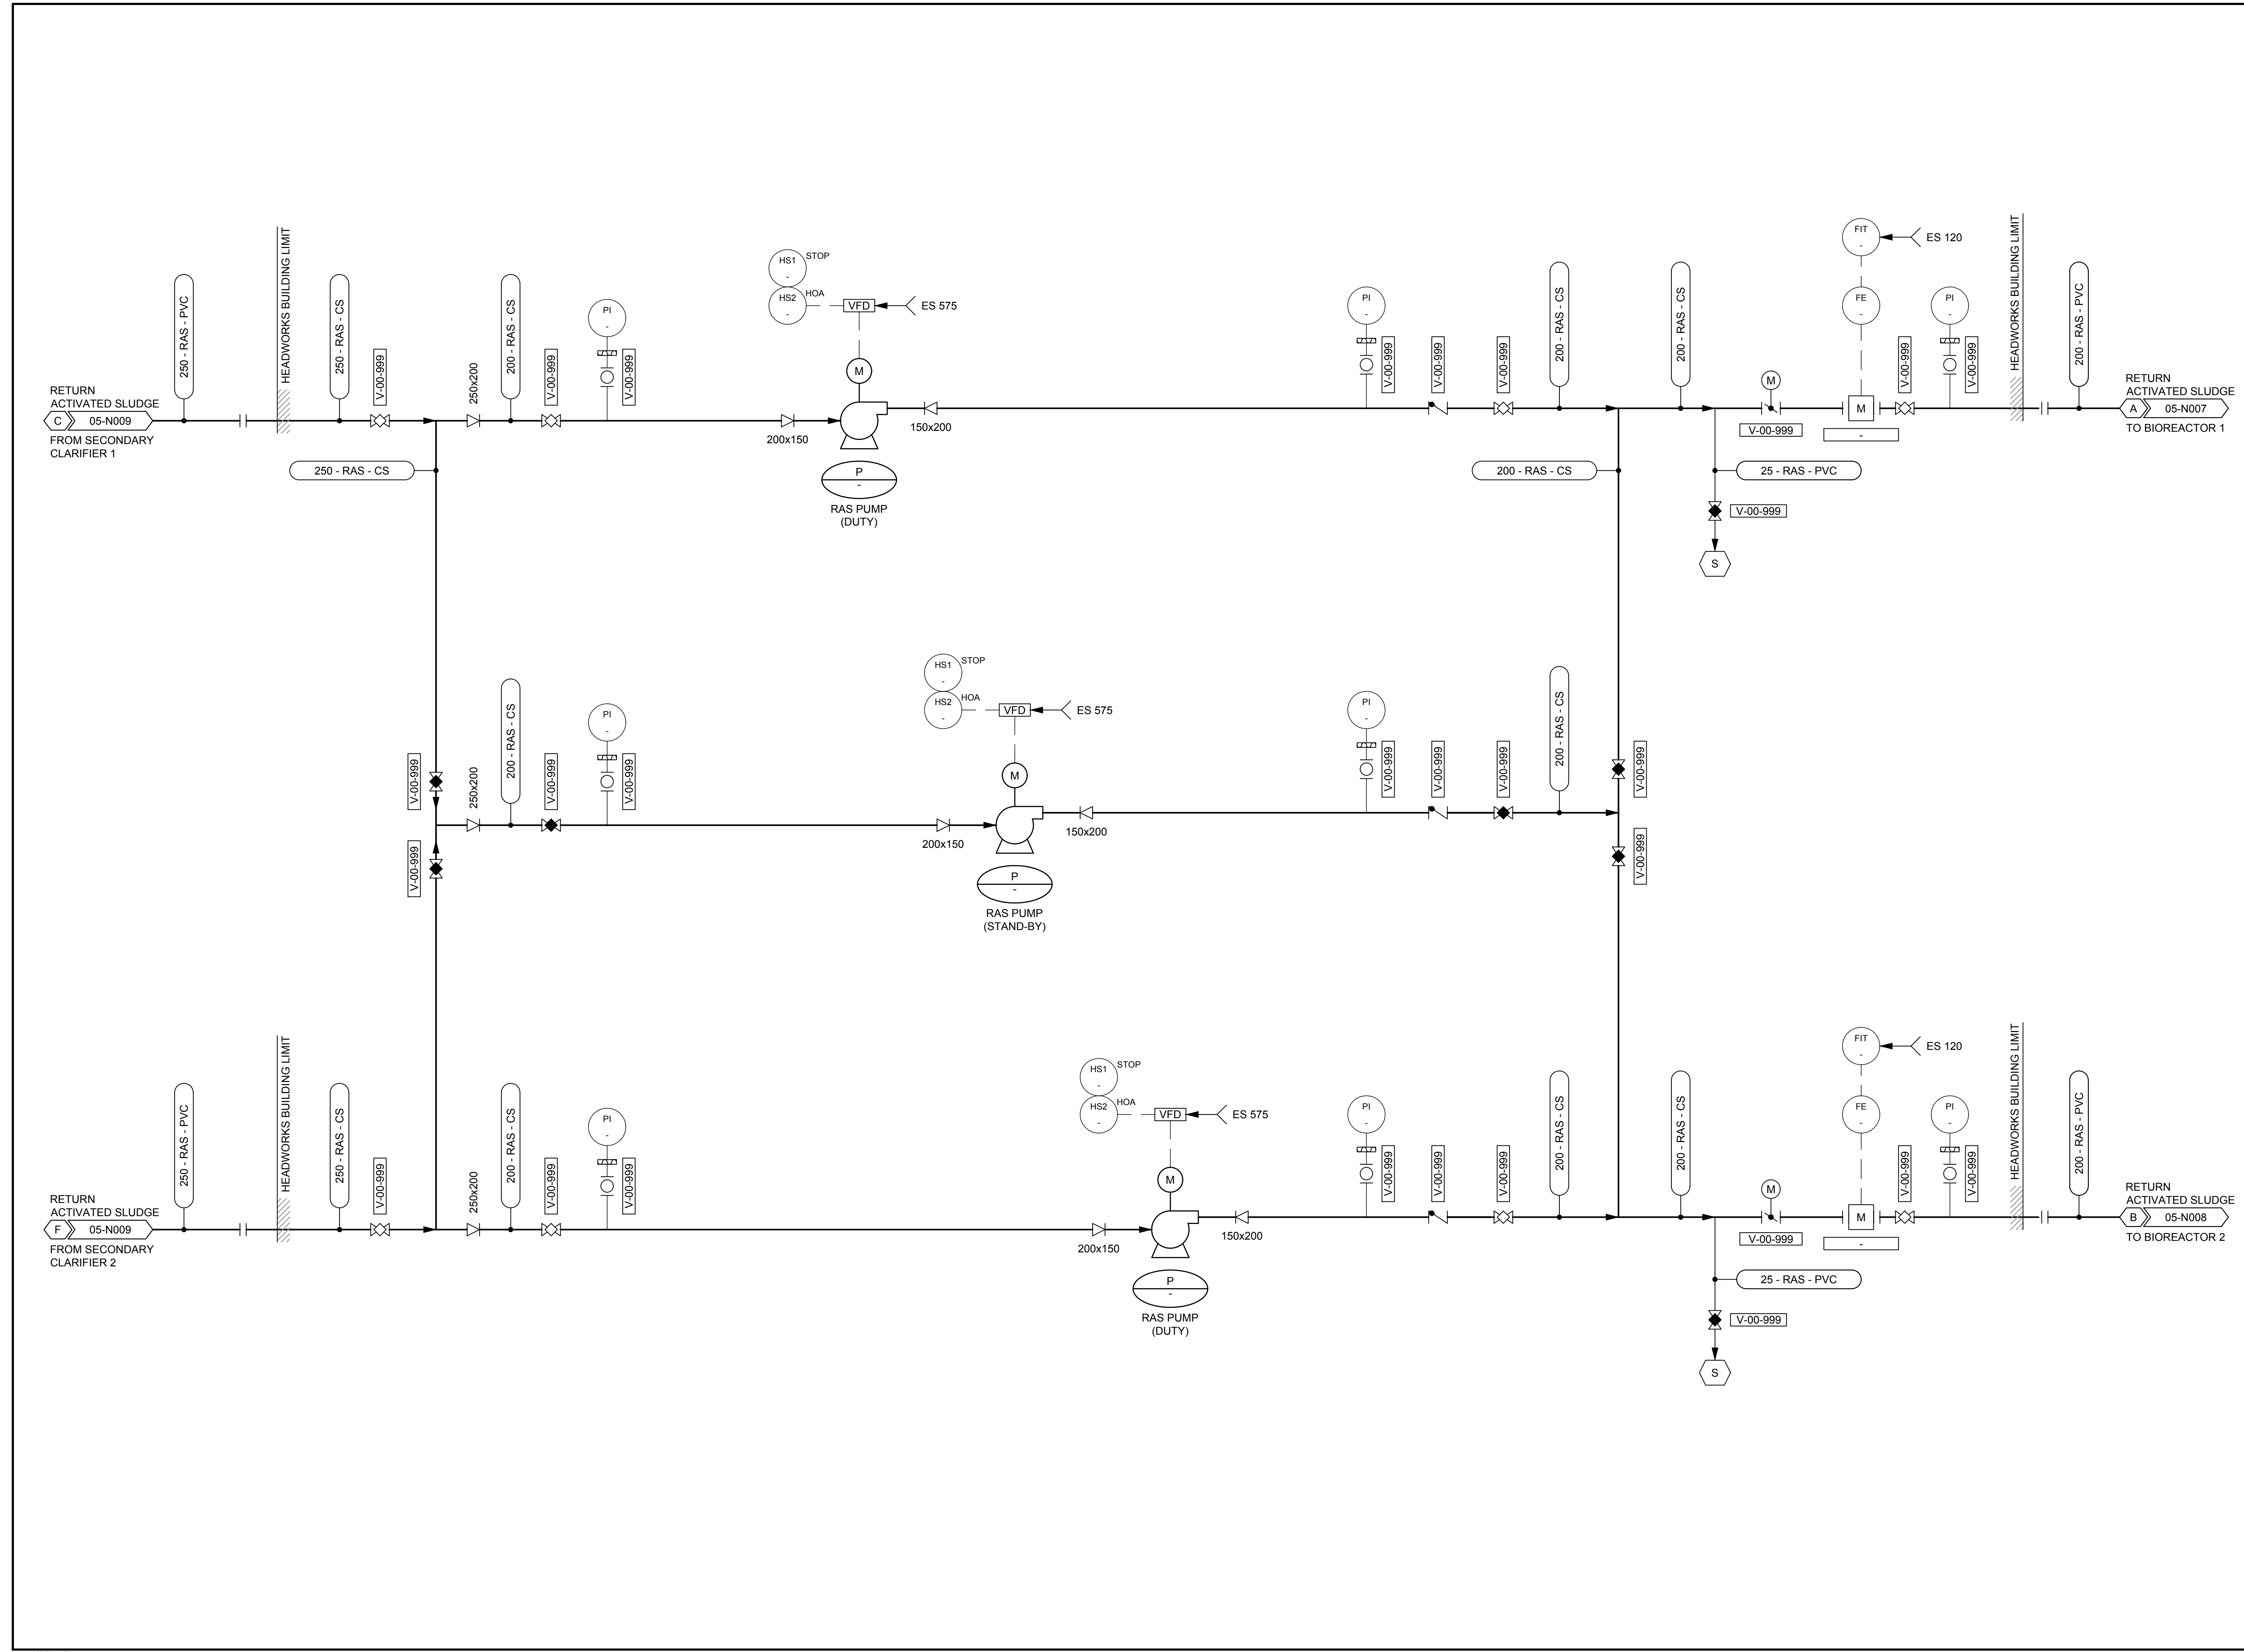 HEADWORKS BUILDING LIMIT
HEADWORKS BUILDING LIMIT
250 - RAS - PVC
250 - RAS - CS
V-00-999
250x200
200 - RAS - CS
V-00-999
PI
-
V-00-999
HS1
-
STOP
HS2
-
HOA
VFD
ES 575
M
PI
-
V-00-999
V-00-999
V-00-999
200 - RAS - CS
200 - RAS - CS
FIT
-
ES 120
FE
-
V-00-999
PI
-
V-00-999
200 - RAS - PVC
RETURN
ACTIVATED SLUDGE
C 05-N009
FROM SECONDARY
CLARIFIER 1
200x150
150x200
M
V-00-999
M
-
RETURN
ACTIVATED SLUDGE
A 05-N007
TO BIOREACTOR 1
250 - RAS - CS
P
-
RAS PUMP
(DUTY)
200 - RAS - CS
25 - RAS - PVC
V-00-999
S
V-00-999
V-00-999
250x200
200 - RAS - CS
V-00-999
PI
-
V-00-999
HS1
-
STOP
HS2
-
HOA
VFD
ES 575
M
200x150
150x200
P
-
RAS PUMP
(STAND-BY)
PI
-
V-00-999
V-00-999
V-00-999
200 - RAS - CS
V-00-999
V-00-999
HEADWORKS BUILDING LIMIT
HEADWORKS BUILDING LIMIT
250 - RAS - PVC
250 - RAS - CS
V-00-999
250x200
200 - RAS - CS
V-00-999
PI
-
V-00-999
HS1
-
STOP
HS2
-
HOA
VFD
ES 575
M
PI
-
V-00-999
V-00-999
V-00-999
200 - RAS - CS
200 - RAS - CS
FIT
-
ES 120
FE
-
V-00-999
PI
-
V-00-999
200 - RAS - PVC
RETURN
ACTIVATED SLUDGE
F 05-N009
FROM SECONDARY
CLARIFIER 2
200x150
150x200
M
V-00-999
M
-
RETURN
ACTIVATED SLUDGE
B 05-N008
TO BIOREACTOR 2
P
-
RAS PUMP
(DUTY)
25 - RAS - PVC
V-00-999
S